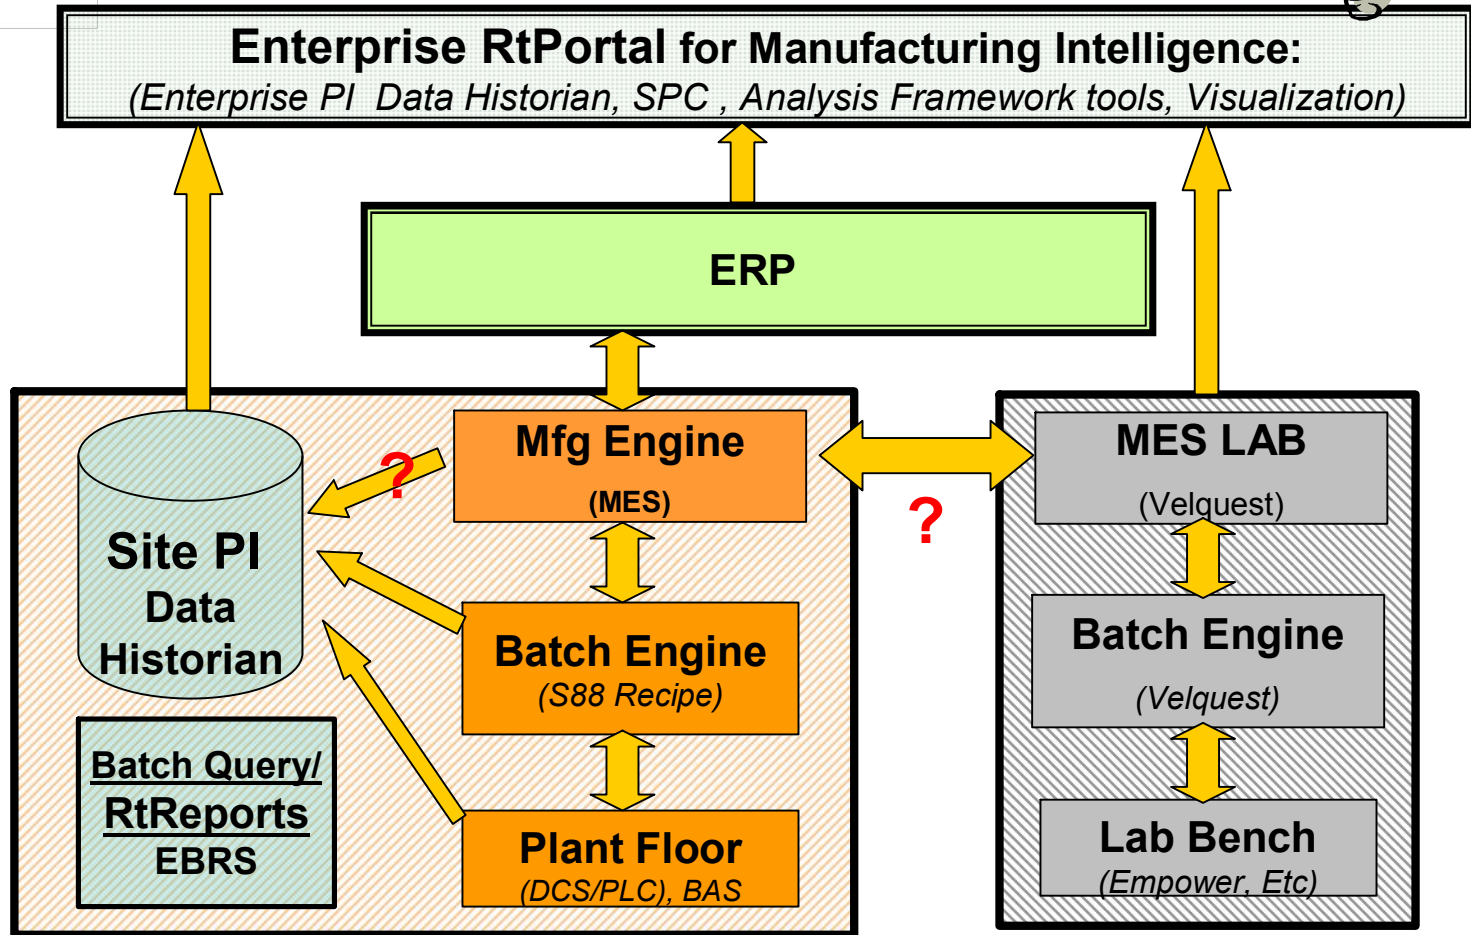 Enterprise RtPortal for Manufacturing Intelligence:
(Enterprise PI Data Historian, SPC , Analysis Framework tools, Visualization)
ERP
Mfg Engine
(MES)
?
Site PI
Data
Historian
Batch Engine
(S88 Recipe)
Batch Query/
RtReports
EBRS
Plant Floor
(DCS/PLC), BAS
?
MES LAB
(Velquest)
Batch Engine
(Velquest)
Lab Bench
(Empower, Etc)